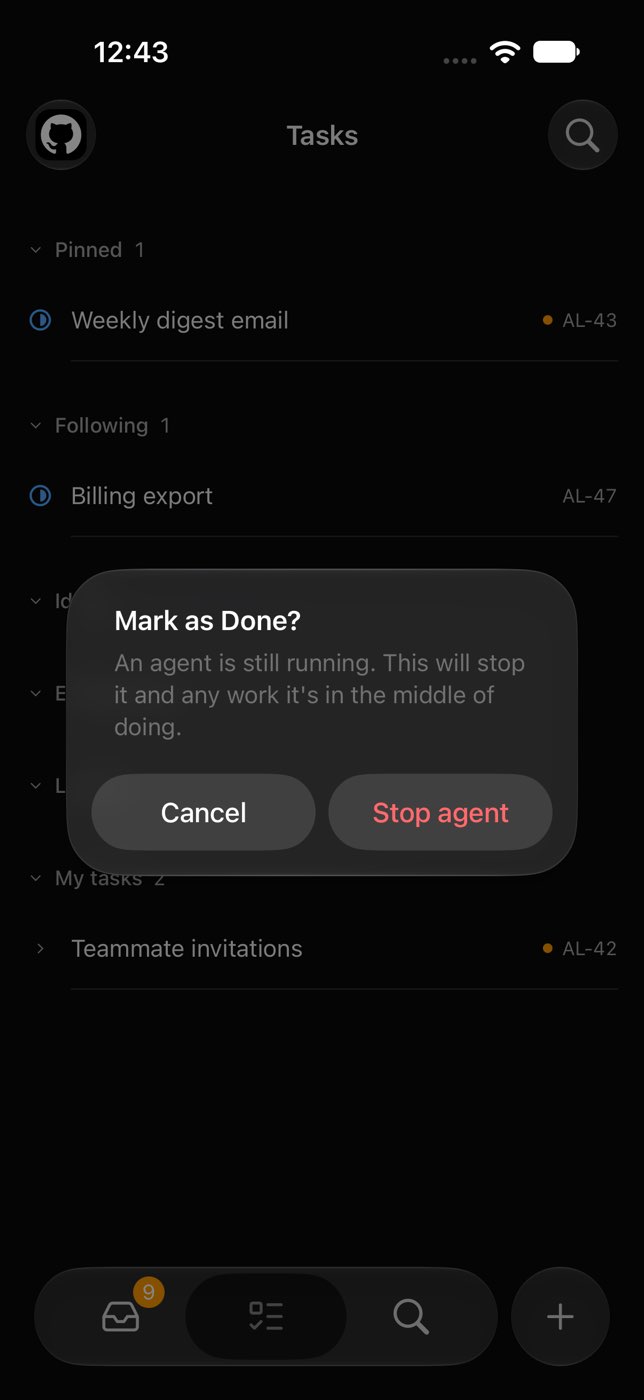 12:43
Tasks
Pinned 1
Weekly digest email
AL-43
Following 1
Billing export
AL-47
Mark as Done?
An agent is still running. This will stop
it and any work it's in the middle of
doing.
Cancel
Stop agent
My tasks 2
Teammate invitations
AL-42
9